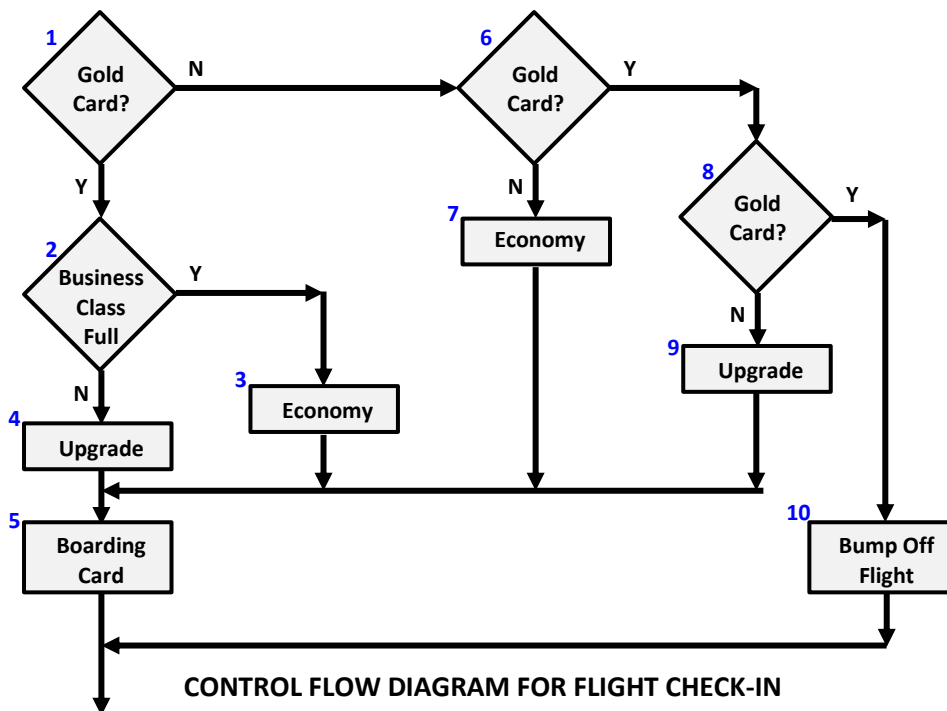 1
Gold
Card?
N
Y
6
Gold
Card?
Y
N
8
Gold
Card?
Y
N
7
Economy
2
Business
Class
Full
Y
N
3
Economy
9
Upgrade
4
Upgrade
5
Boarding
Card
10
Bump Off
Flight
CONTROL FLOW DIAGRAM FOR FLIGHT CHECK-IN